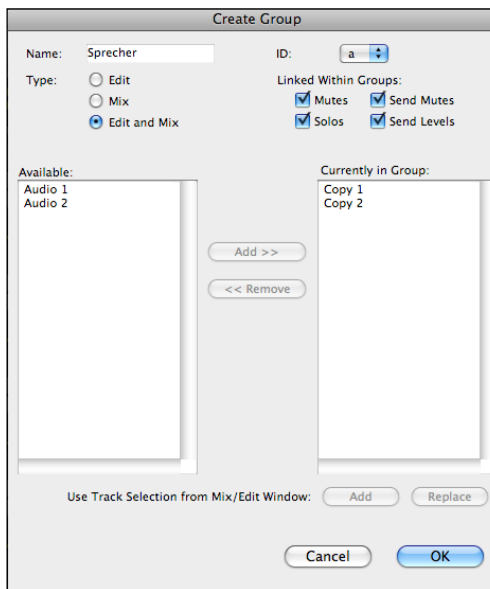 Create Group
Name: Sprecher ID: a
Type: Edit Linked Within Groups:
Mix Mutes Send Mutes
Edit and Mix Solos Send Levels
Available: Currently in Group:
Audio 1 Copy 1
Audio 2 Copy 2
Add >>
<< Remove
Use Track Selection from Mix/Edit Window: Add Replace
Cancel OK